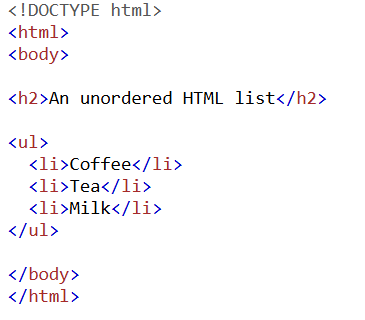 <!DOCTYPE html>
<html>
<body>

<h2>An unordered HTML list</h2>

<ul>
  <li>Coffee</li>
  <li>Tea</li>
  <li>Milk</li>
</ul>

</body>
</html>